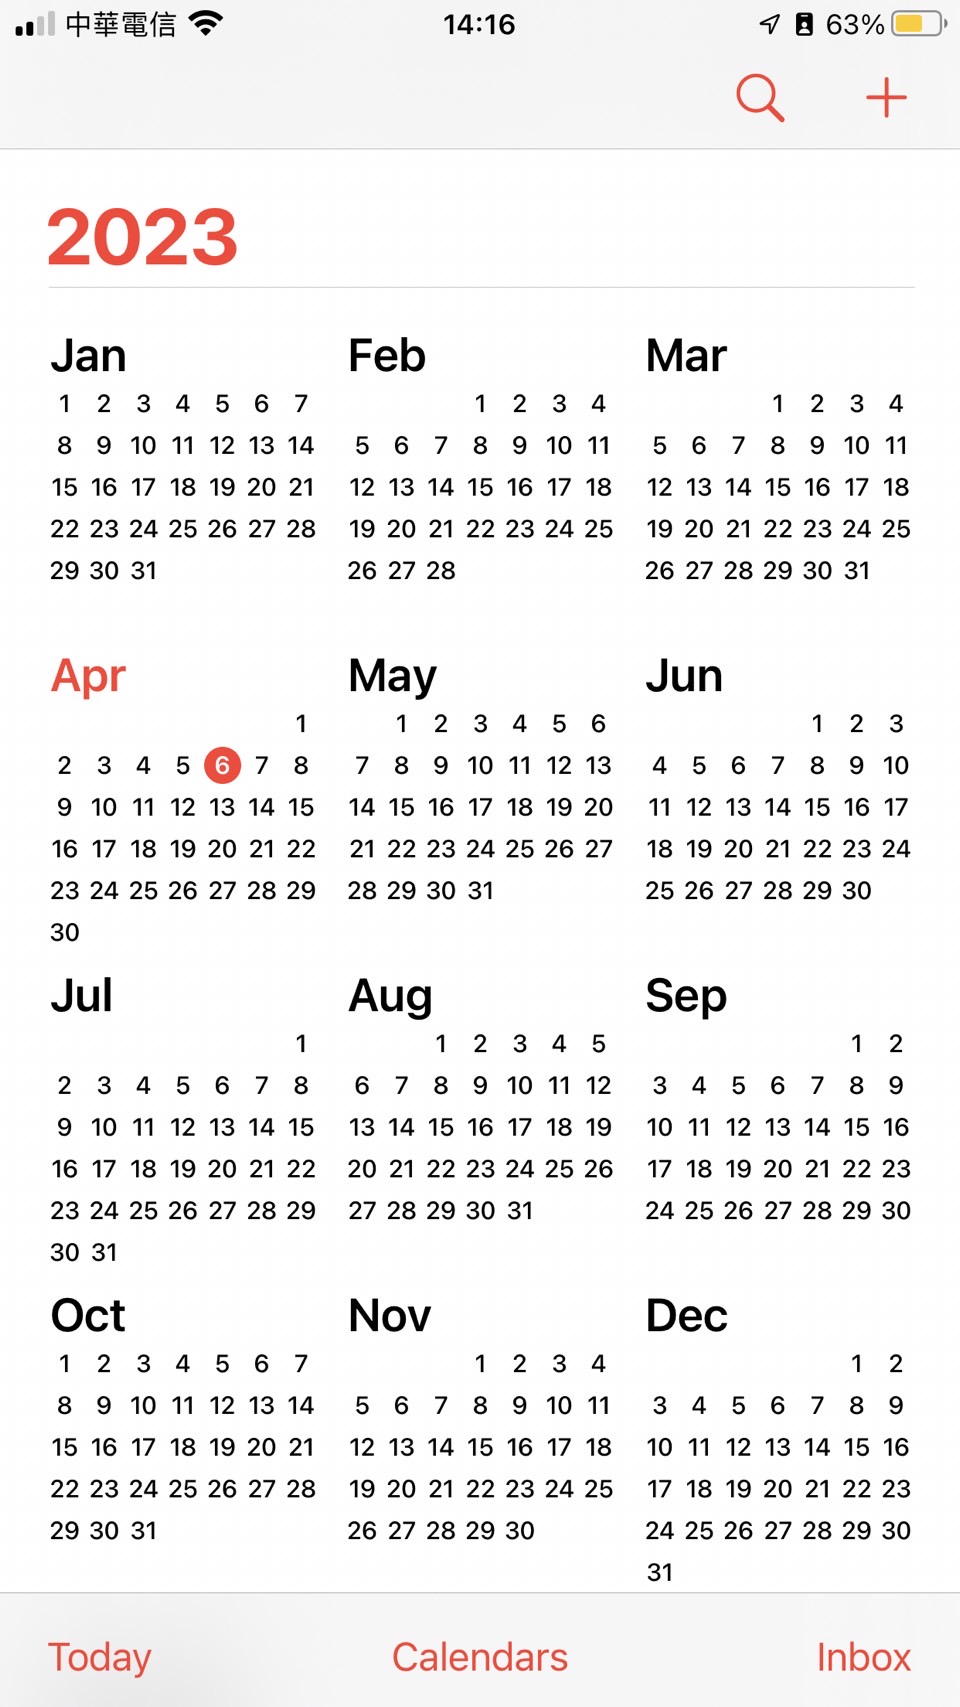 中華電信 14:16 63%
2023
Jan Feb Mar
1 2 3 4 5 6 7 1 2 3 4 1 2 3 4
8 9 10 11 12 13 14 5 6 7 8 9 10 11 5 6 7 8 9 10 11
15 16 17 18 19 20 21 12 13 14 15 16 17 18 12 13 14 15 16 17 18
22 23 24 25 26 27 28 19 20 21 22 23 24 25 19 20 21 22 23 24 25
29 30 31 26 27 28 26 27 28 29 30 31
Apr May Jun
1 1 2 3 4 5 6 1 2 3
2 3 4 5 6 7 8 7 8 9 10 11 12 13 4 5 6 7 8 9 10
9 10 11 12 13 14 15 14 15 16 17 18 19 20 11 12 13 14 15 16 17
16 17 18 19 20 21 22 21 22 23 24 25 26 27 18 19 20 21 22 23 24
23 24 25 26 27 28 29 28 29 30 31 25 26 27 28 29 30
30
Jul Aug Sep
1 1 2 3 4 5 1 2
2 3 4 5 6 7 8 6 7 8 9 10 11 12 3 4 5 6 7 8 9
9 10 11 12 13 14 15 13 14 15 16 17 18 19 10 11 12 13 14 15 16
16 17 18 19 20 21 22 20 21 22 23 24 25 26 17 18 19 20 21 22 23
23 24 25 26 27 28 29 27 28 29 30 31 24 25 26 27 28 29 30
30 31
Oct Nov Dec
1 2 3 4 5 6 7 1 2 3 4 1 2
8 9 10 11 12 13 14 5 6 7 8 9 10 11 3 4 5 6 7 8 9
15 16 17 18 19 20 21 12 13 14 15 16 17 18 10 11 12 13 14 15 16
22 23 24 25 26 27 28 19 20 21 22 23 24 25 17 18 19 20 21 22 23
29 30 31 26 27 28 29 30 24 25 26 27 28 29 30
31
Today Calendars Inbox